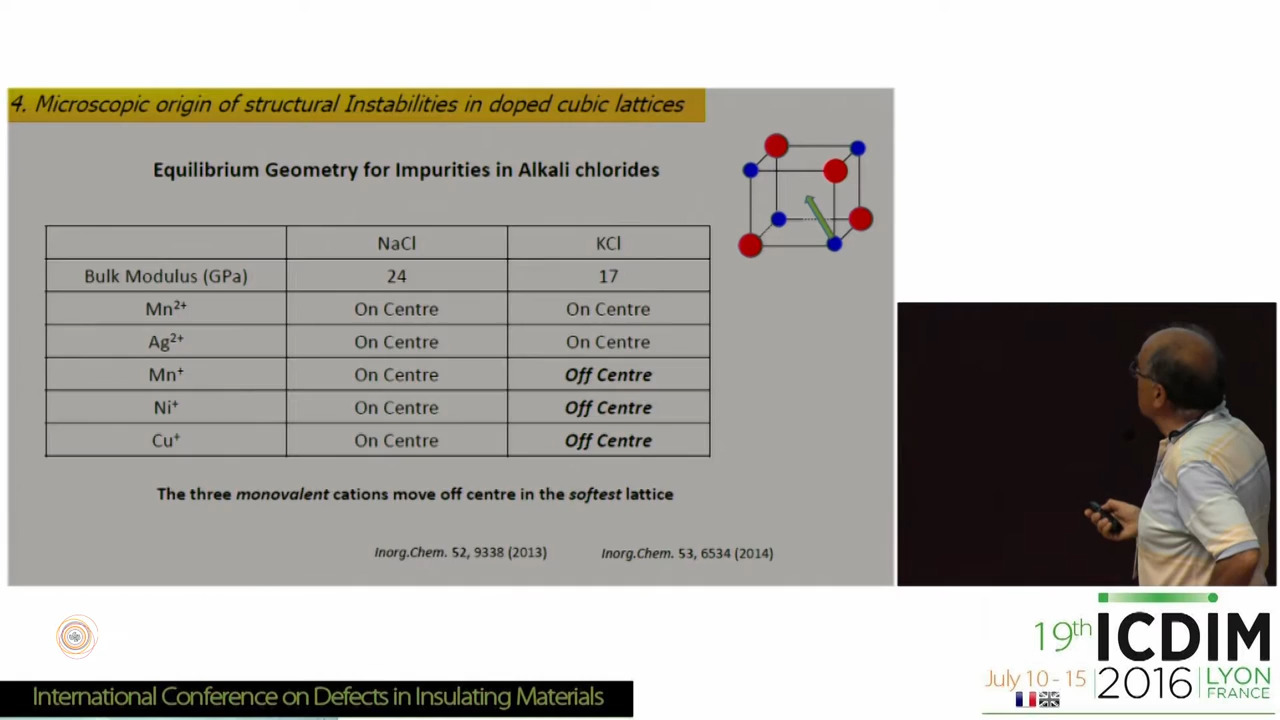 4. Microscopic origin of structural Instabilities in doped cubic lattices
Equilibrium Geometry for Impurities in Alkali chlorides
NaCl KCl
Bulk Modulus (GPa) 24 17
Mn²⁺ On Centre On Centre
Ag²⁺ On Centre On Centre
Mn⁺ On Centre Off Centre
Ni⁺ On Centre Off Centre
Cu⁺ On Centre Off Centre
The three monovalent cations move off centre in the softest lattice
Inorg.Chem. 52, 9338 (2013) Inorg.Chem. 53, 6534 (2014)
19th ICDIM
July 10 - 15 2016 LYON
FRANCE
International Conference on Defects in Insulating Materials